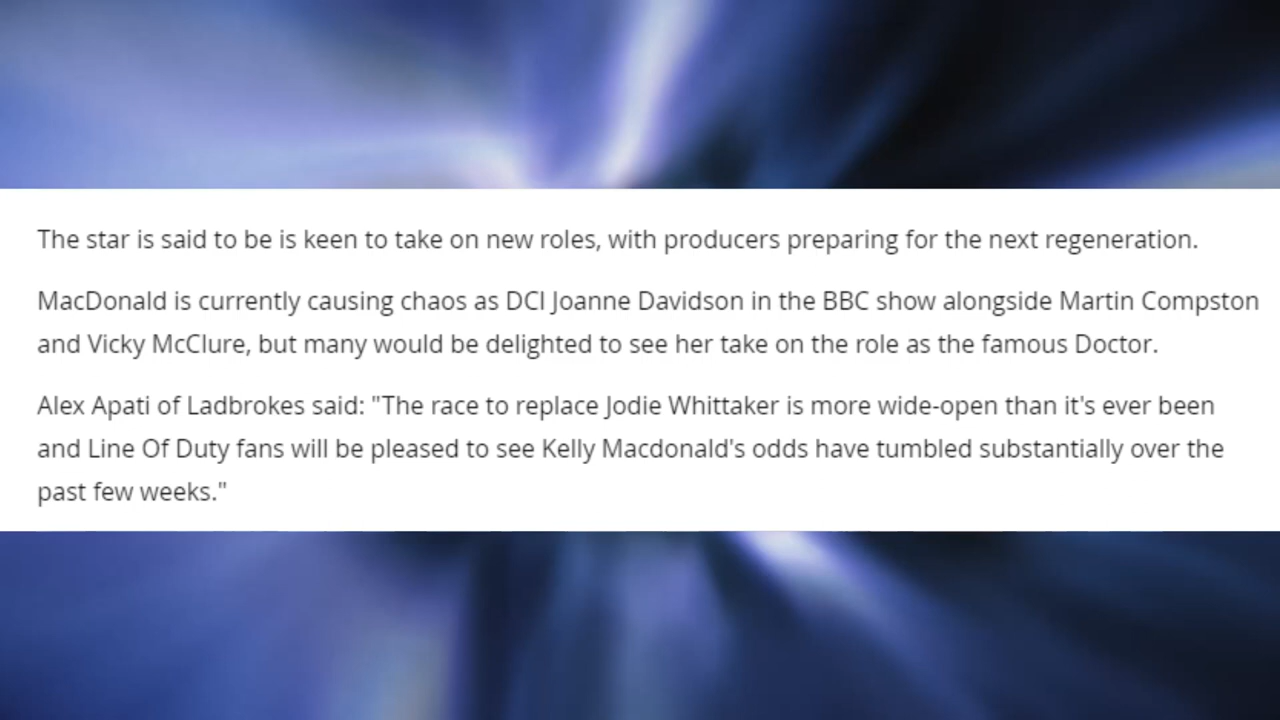 The star is said to be is keen to take on new roles, with producers preparing for the next regeneration.
MacDonald is currently causing chaos as DCI Joanne Davidson in the BBC show alongside Martin Compston
and Vicky McClure, but many would be delighted to see her take on the role as the famous Doctor.
Alex Apati of Ladbrokes said: "The race to replace Jodie Whittaker is more wide-open than it's ever been
and Line Of Duty fans will be pleased to see Kelly Macdonald's odds have tumbled substantially over the
past few weeks."